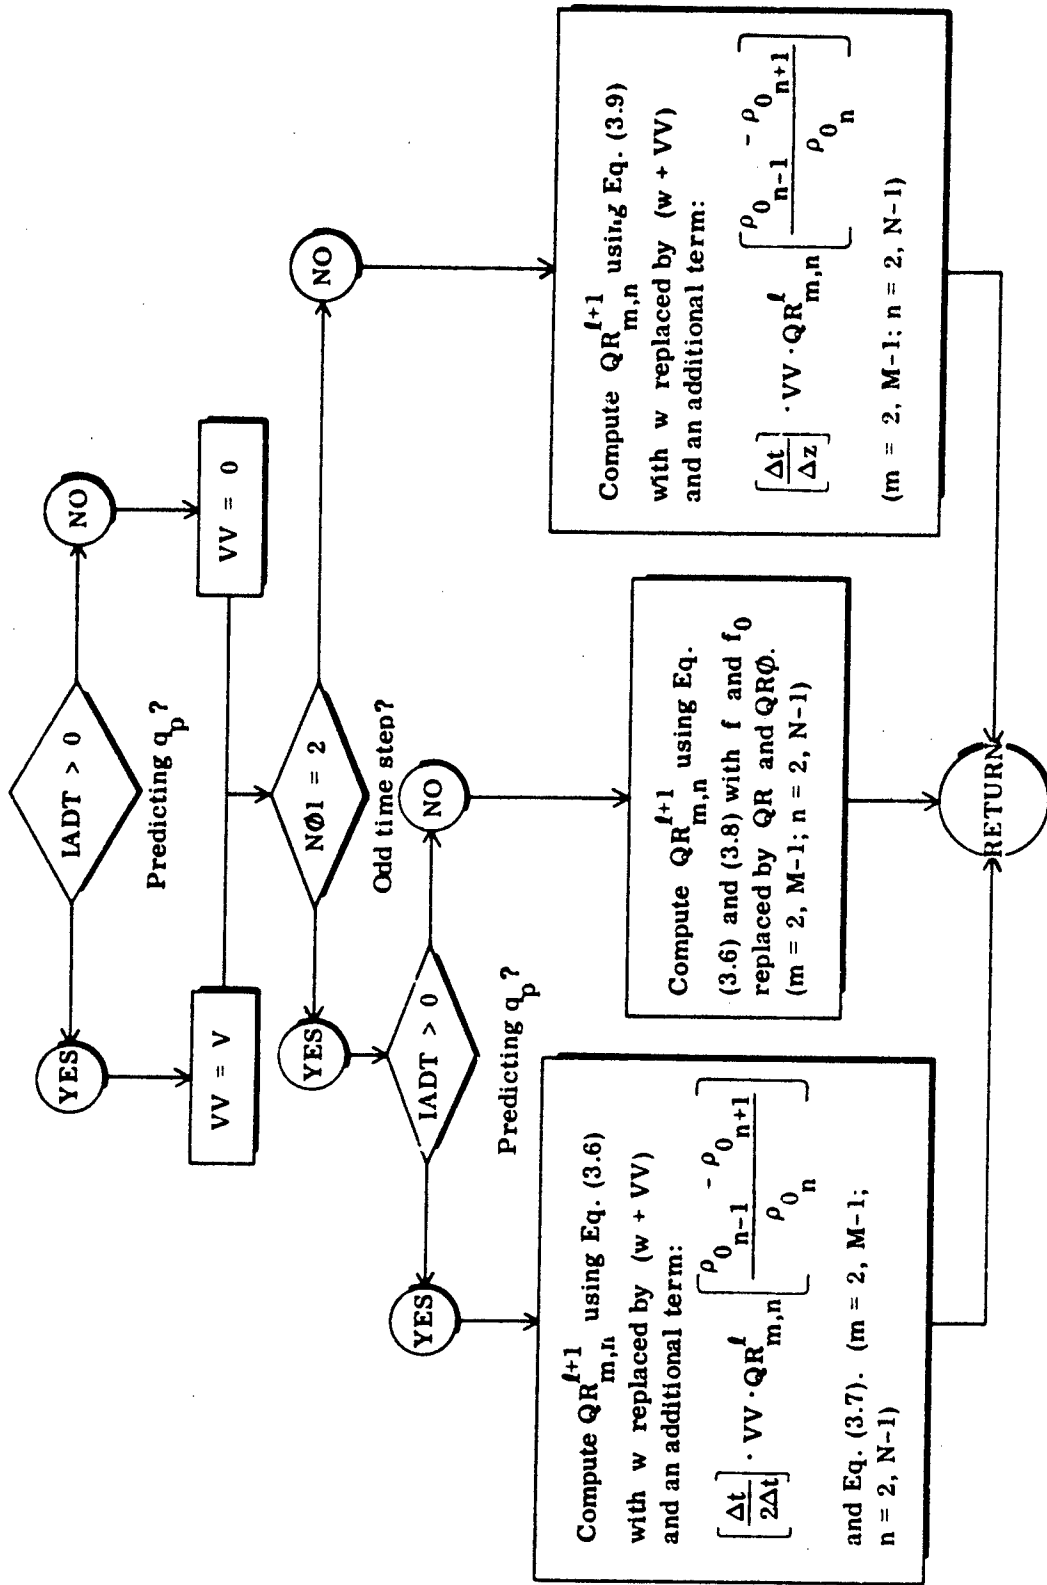 IADT > 0
Predicting q_p?
YES
NO
VV = V
VV = 0
NØ1 = 2
Odd time step?
YES
NO
IADT > 0
Predicting q_p?
YES
NO
Compute QR^{ℓ+1}_{m,n} using Eq. (3.6)
with w replaced by (w + VV)
and an additional term:
[Δt / 2Δt] · VV · QR^ℓ_{m,n} [(ρ_{0_{n-1}} - ρ_{0_{n+1}}) / ρ_{0_n}]
and Eq. (3.7). (m = 2, M-1;
n = 2, N-1)
Compute QR^{ℓ+1}_{m,n} using Eq.
(3.6) and (3.8) with f and f_0
replaced by QR and QRØ.
(m = 2, M-1; n = 2, N-1)
Compute QR^{ℓ+1}_{m,n} using Eq. (3.9)
with w replaced by (w + VV)
and an additional term:
[Δt / Δz] · VV · QR^ℓ_{m,n} [(ρ_{0_{n-1}} - ρ_{0_{n+1}}) / ρ_{0_n}]
(m = 2, M-1; n = 2, N-1)
RETURN